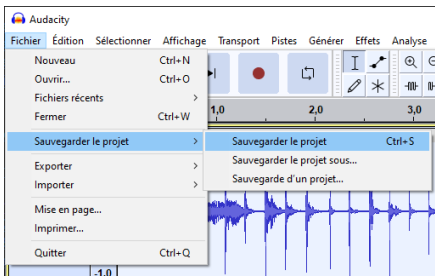 Audacity
Fichier Édition Sélectionner Affichage Transport Pistes Générer Effets Analyse
Nouveau Ctrl+N
Ouvrir... Ctrl+O
Fichiers récents >
Fermer Ctrl+W
1,0 2,0 3,0
Sauvegarder le projet >
Sauvegarder le projet Ctrl+S
Sauvegarder le projet sous...
Sauvegarde d'un projet...
Exporter >
Importer >
Mise en page...
Imprimer...
Quitter Ctrl+Q
-1,0